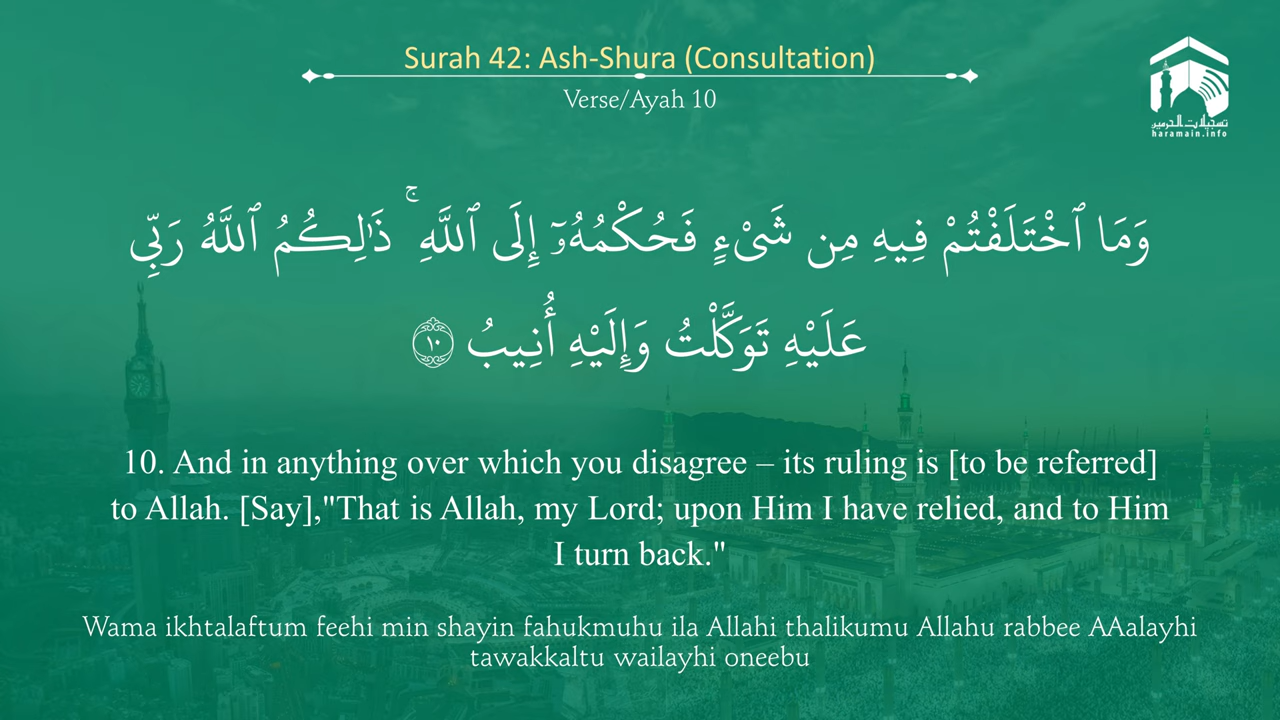 Surah 42: Ash-Shura (Consultation)
Verse/Ayah 10
تسجيلات الحرمين
haramain.info
وَمَا ٱخْتَلَفْتُمْ فِيهِ مِن شَىْءٍ فَحُكْمُهُۥٓ إِلَى ٱللَّهِ ۚ ذَٰلِكُمُ ٱللَّهُ رَبِّى
عَلَيْهِ تَوَكَّلْتُ وَإِلَيْهِ أُنِيبُ ١٠
10. And in anything over which you disagree – its ruling is [to be referred]
to Allah. [Say],"That is Allah, my Lord; upon Him I have relied, and to Him
I turn back."
Wama ikhtalaftum feehi min shayin fahukmuhu ila Allahi thalikumu Allahu rabbee AAalayhi
tawakkaltu wailayhi oneebu